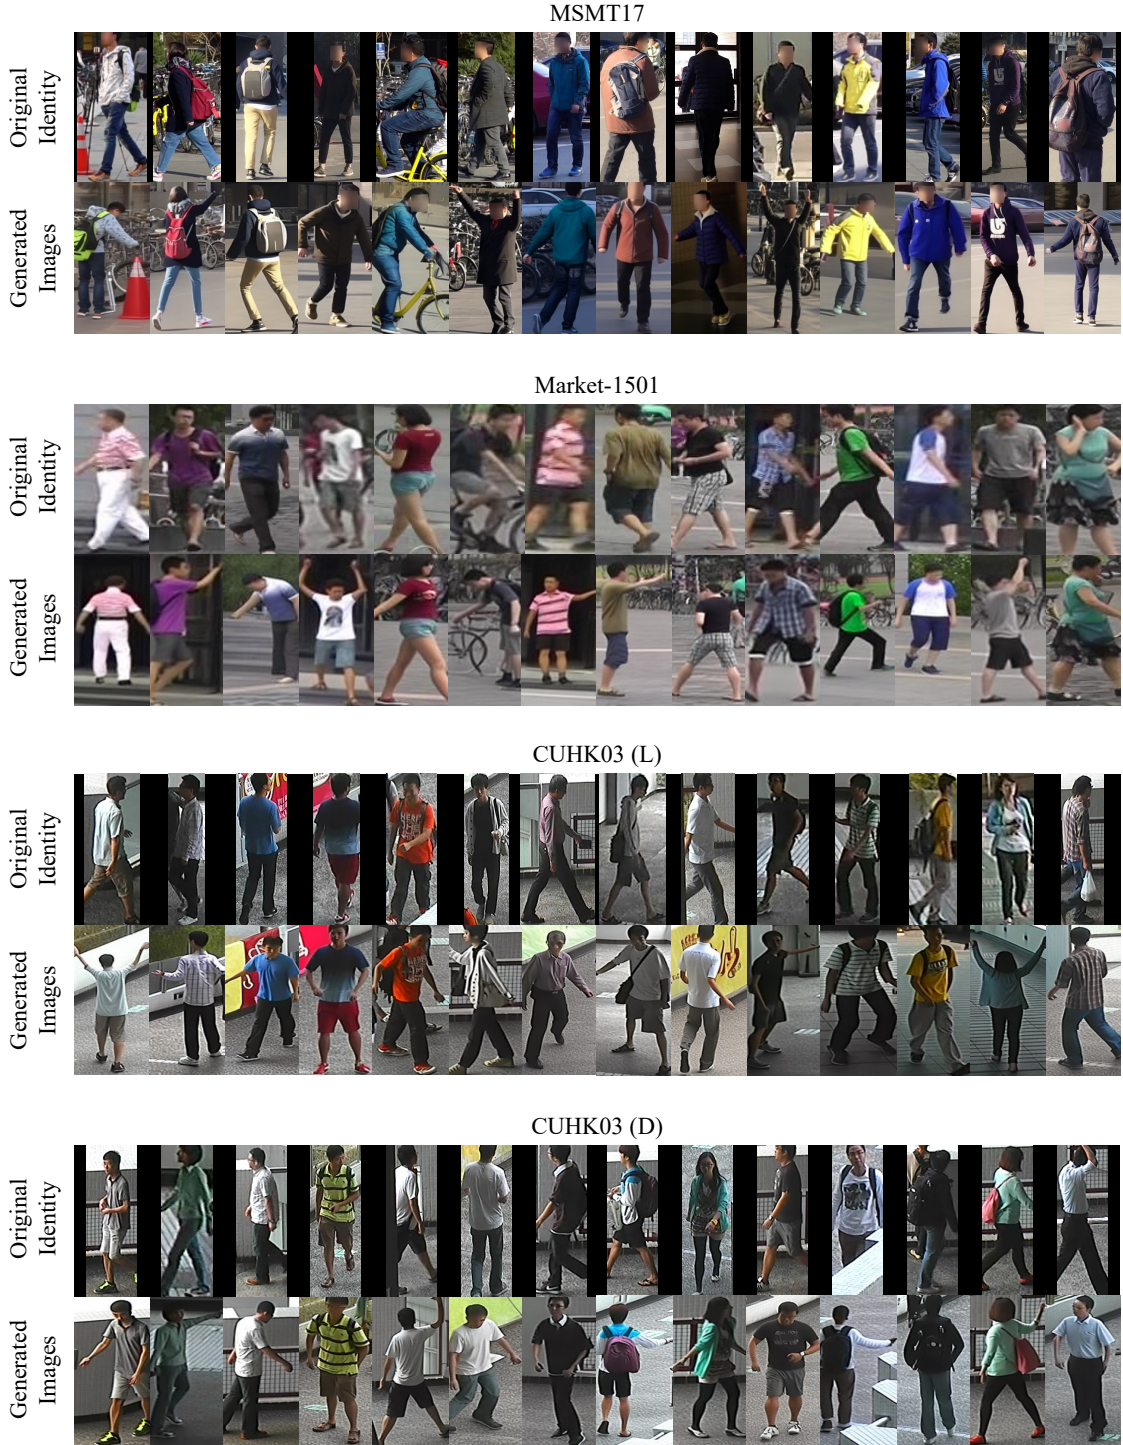 MSMT17
Original
Identity
Generated
Images
Market-1501
Original
Identity
Generated
Images
CUHK03 (L)
Original
Identity
Generated
Images
CUHK03 (D)
Original
Identity
Generated
Images